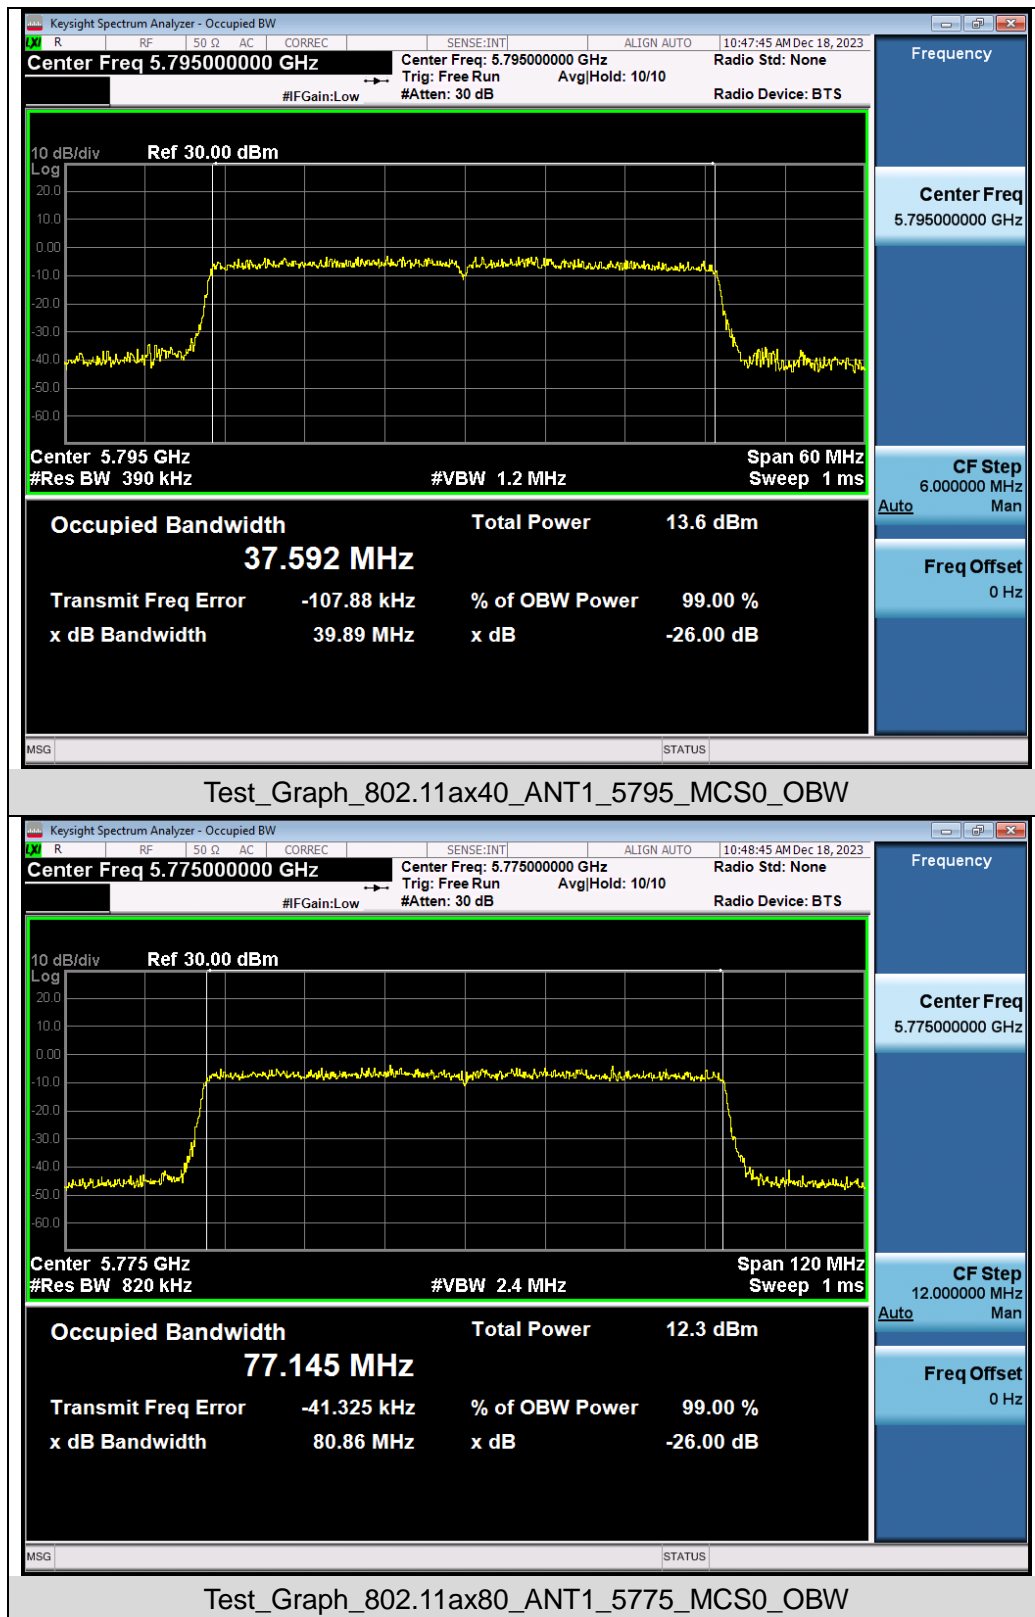 Keysight Spectrum Analyzer - Occupied BW
LXI R RF 50 Ω AC CORREC SENSE:INT ALIGN AUTO 10:47:45 AM Dec 18, 2023
Center Freq 5.795000000 GHz
Center Freq: 5.795000000 GHz Radio Std: None
Trig: Free Run Avg|Hold: 10/10
#IFGain:Low #Atten: 30 dB Radio Device: BTS
Frequency
10 dB/div Ref 30.00 dBm
Log
20.0
10.0
0.00
-10.0
-20.0
-30.0
-40.0
-50.0
-60.0
Center Freq
5.795000000 GHz
Center 5.795 GHz Span 60 MHz
#Res BW 390 kHz #VBW 1.2 MHz Sweep 1 ms
CF Step
6.000000 MHz
Auto Man
Freq Offset
0 Hz
Occupied Bandwidth Total Power 13.6 dBm
37.592 MHz
Transmit Freq Error -107.88 kHz % of OBW Power 99.00 %
x dB Bandwidth 39.89 MHz x dB -26.00 dB
MSG STATUS
Test_Graph_802.11ax40_ANT1_5795_MCS0_OBW
Keysight Spectrum Analyzer - Occupied BW
LXI R RF 50 Ω AC CORREC SENSE:INT ALIGN AUTO 10:48:45 AM Dec 18, 2023
Center Freq 5.775000000 GHz
Center Freq: 5.775000000 GHz Radio Std: None
Trig: Free Run Avg|Hold: 10/10
#IFGain:Low #Atten: 30 dB Radio Device: BTS
Frequency
10 dB/div Ref 30.00 dBm
Log
20.0
10.0
0.00
-10.0
-20.0
-30.0
-40.0
-50.0
-60.0
Center Freq
5.775000000 GHz
Center 5.775 GHz Span 120 MHz
#Res BW 820 kHz #VBW 2.4 MHz Sweep 1 ms
CF Step
12.000000 MHz
Auto Man
Freq Offset
0 Hz
Occupied Bandwidth Total Power 12.3 dBm
77.145 MHz
Transmit Freq Error -41.325 kHz % of OBW Power 99.00 %
x dB Bandwidth 80.86 MHz x dB -26.00 dB
MSG STATUS
Test_Graph_802.11ax80_ANT1_5775_MCS0_OBW